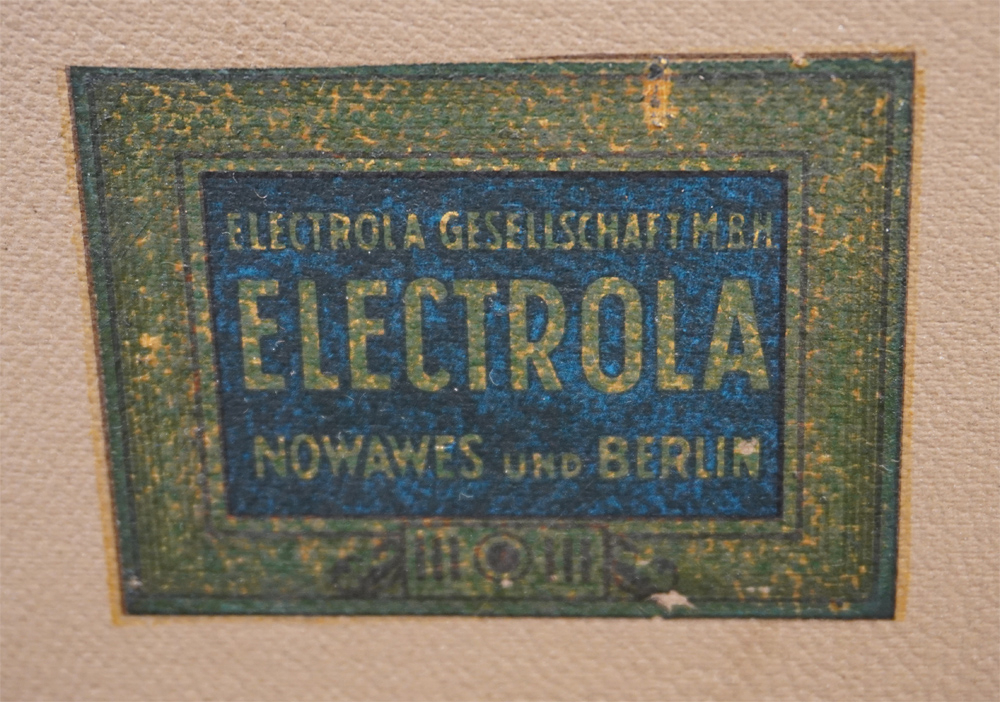 ELECTROLA GESELLSCHAFT M.B.H.
ELECTROLA
NOWAWES UND BERLIN